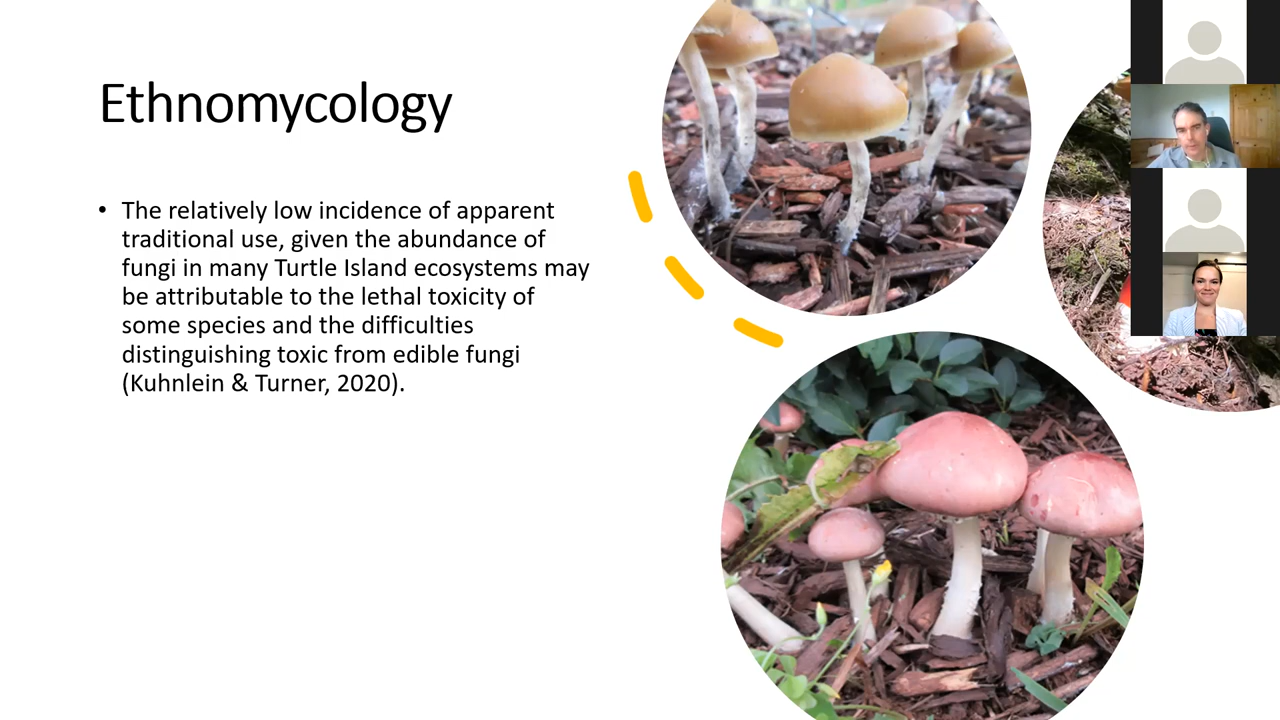 Ethnomycology
• The relatively low incidence of apparent
traditional use, given the abundance of
fungi in many Turtle Island ecosystems may
be attributable to the lethal toxicity of
some species and the difficulties
distinguishing toxic from edible fungi
(Kuhnlein & Turner, 2020).